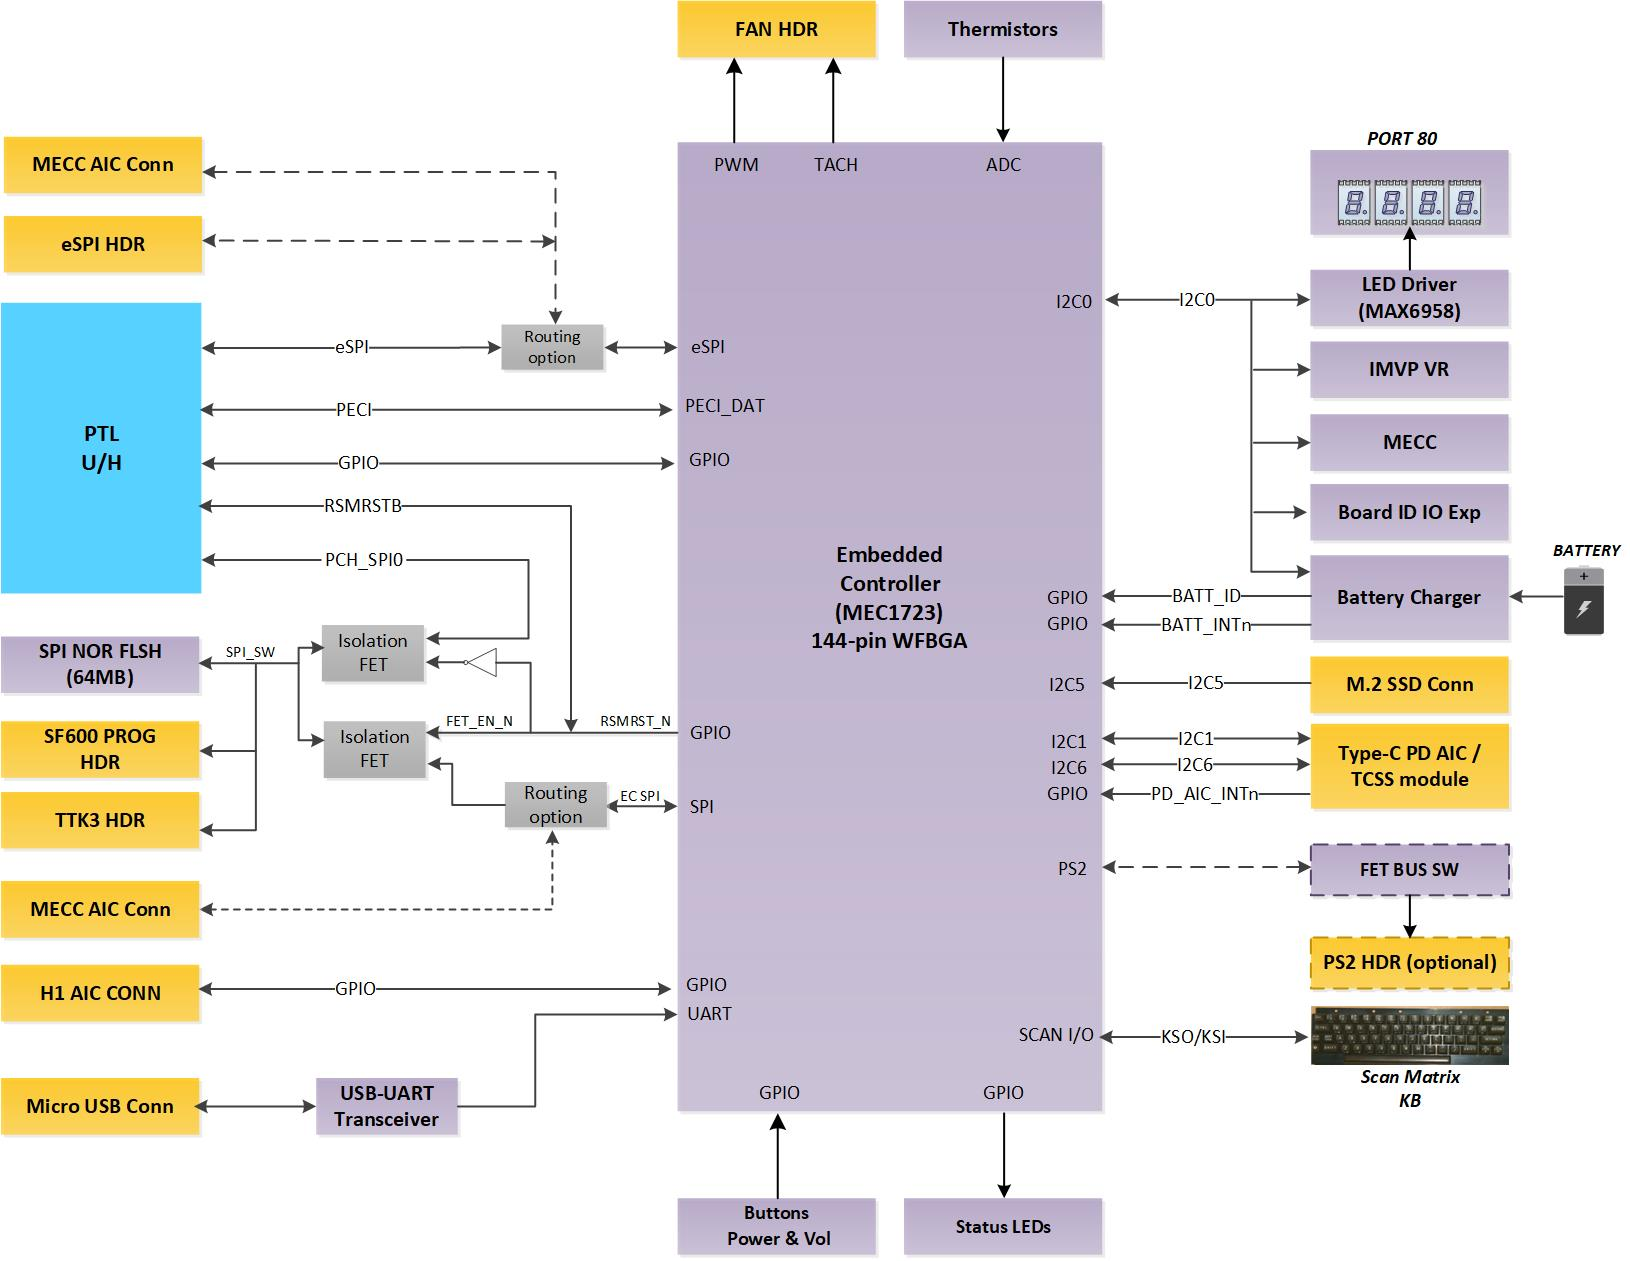 FAN HDR
Thermistors
PWM
TACH
ADC
MECC AIC Conn
eSPI HDR
PTL
U/H
eSPI
Routing
option
eSPI
PECI
PECI_DAT
GPIO
GPIO
RSMRSTB
PCH_SPI0
SPI NOR FLSH
(64MB)
SPI_SW
Isolation
FET
SF600 PROG
HDR
Isolation
FET
FET_EN_N
RSMRST_N
GPIO
TTK3 HDR
Routing
option
EC SPI
SPI
MECC AIC Conn
H1 AIC CONN
GPIO
GPIO
UART
Micro USB Conn
USB-UART
Transceiver
Embedded
Controller
(MEC1723)
144-pin WFBGA
PORT 80
8. 8. 8. 8.
I2C0
I2C0
LED Driver
(MAX6958)
IMVP VR
MECC
Board ID IO Exp
BATTERY
GPIO
BATT_ID
Battery Charger
GPIO
BATT_INTn
I2C5
I2C5
M.2 SSD Conn
I2C1
I2C1
Type-C PD AIC /
TCSS module
I2C6
I2C6
GPIO
PD_AIC_INTn
PS2
FET BUS SW
PS2 HDR (optional)
SCAN I/O
KSO/KSI
Scan Matrix
KB
GPIO
GPIO
Buttons
Power & Vol
Status LEDs